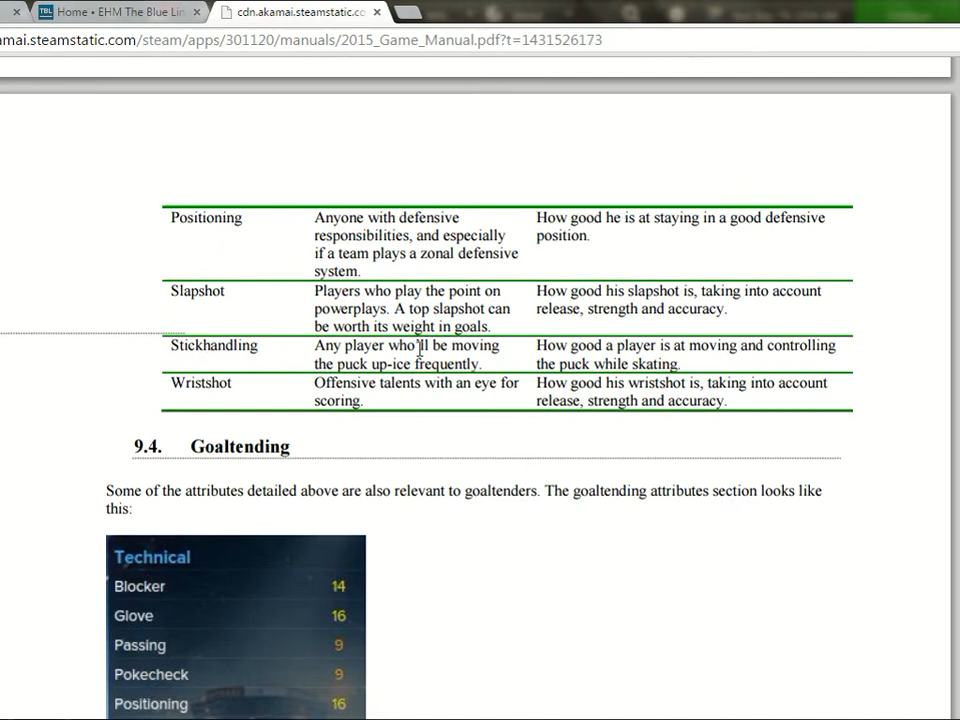 Home • EHM The Blue Lin
cdn.akamai.steamstatic.co
amai.steamstatic.com/steam/apps/301120/manuals/2015_Game_Manual.pdf?t=1431526173
Positioning
Anyone with defensive
responsibilities, and especially
if a team plays a zonal defensive
system.
How good he is at staying in a good defensive
position.
Slapshot
Players who play the point on
powerplays. A top slapshot can
be worth its weight in goals.
How good his slapshot is, taking into account
release, strength and accuracy.
Stickhandling
Any player who'll be moving
the puck up-ice frequently.
How good a player is at moving and controlling
the puck while skating.
Wristshot
Offensive talents with an eye for
scoring.
How good his wristshot is, taking into account
release, strength and accuracy.
9.4. Goaltending
Some of the attributes detailed above are also relevant to goaltenders. The goaltending attributes section looks like
this:
Technical
Blocker 14
Glove 16
Passing 9
Pokecheck 9
Positioning 16